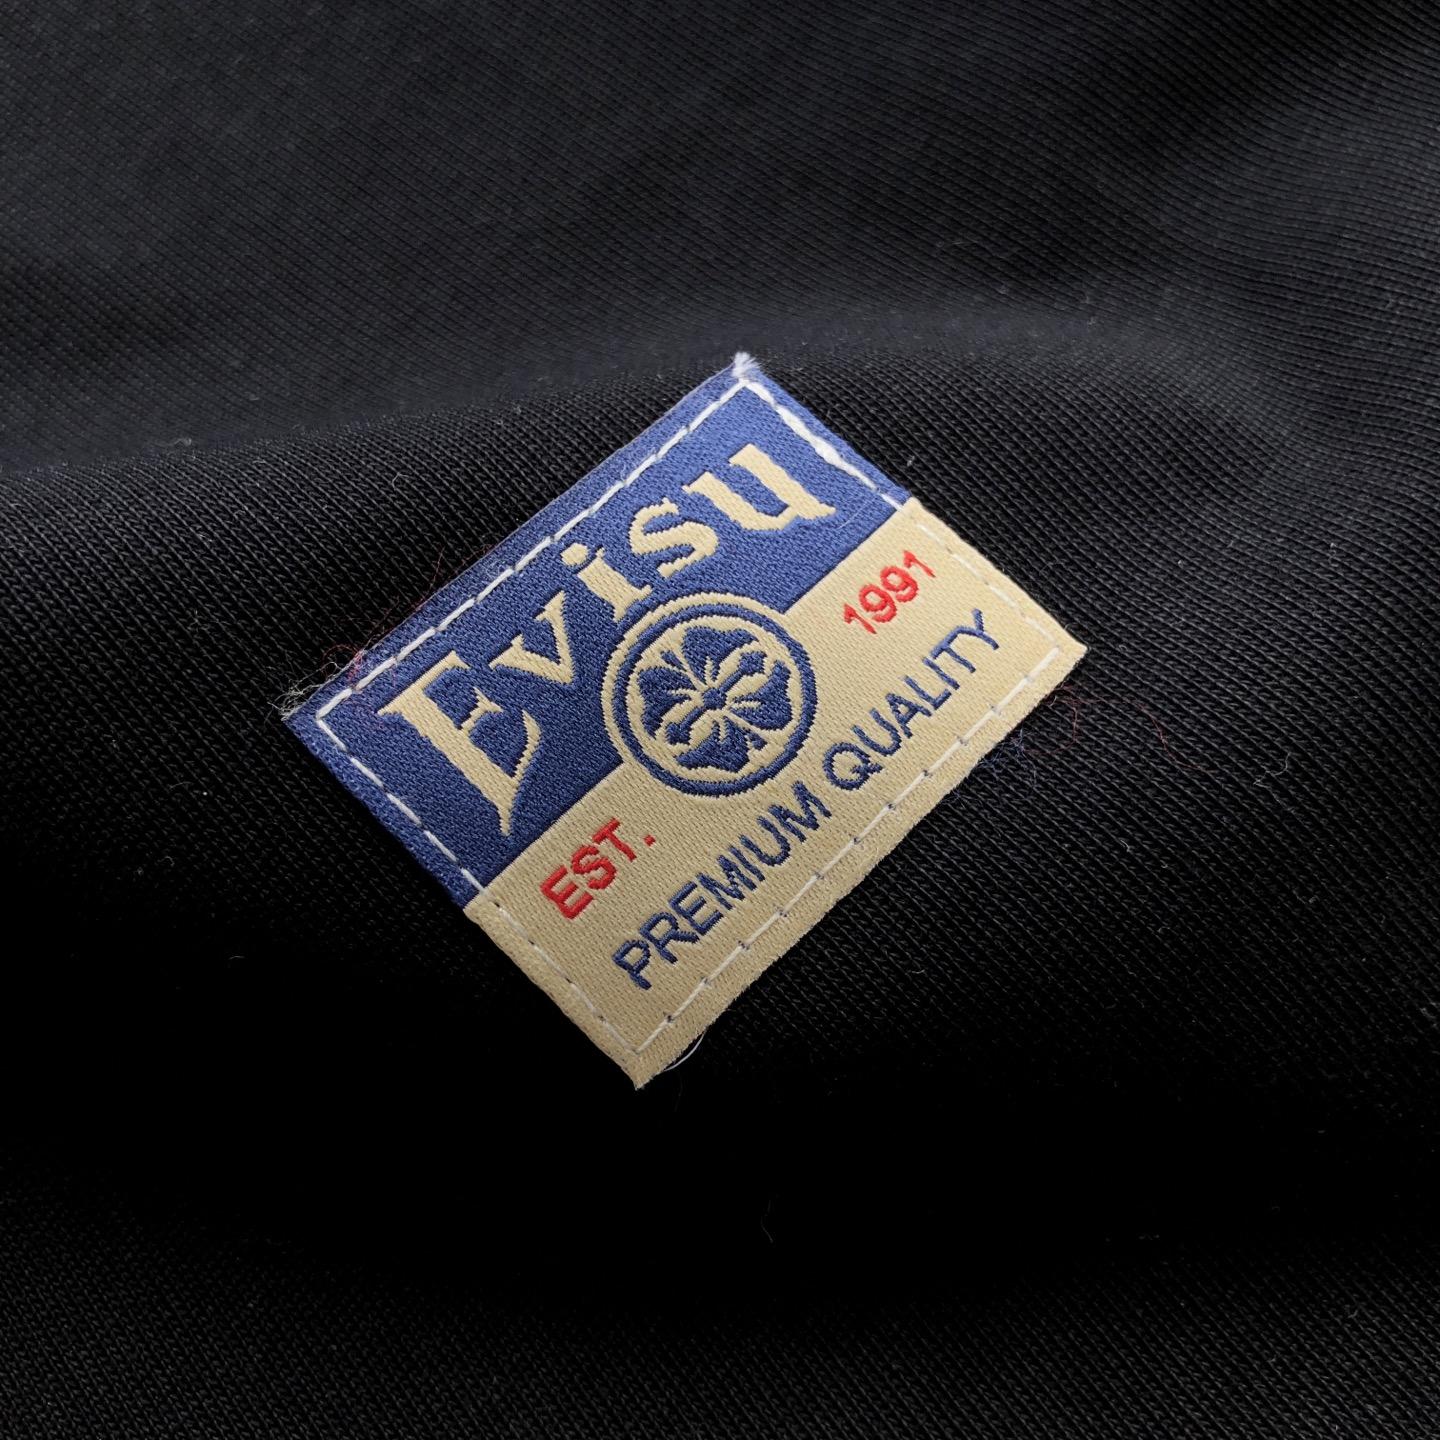 Evisu
EST. 1991
PREMIUM QUALITY